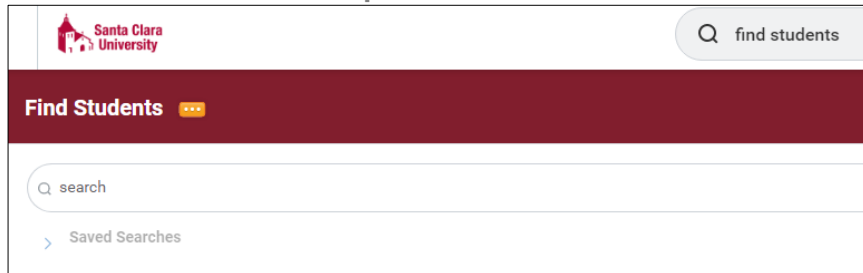 Santa Clara
University
find students
Find Students
search
Saved Searches